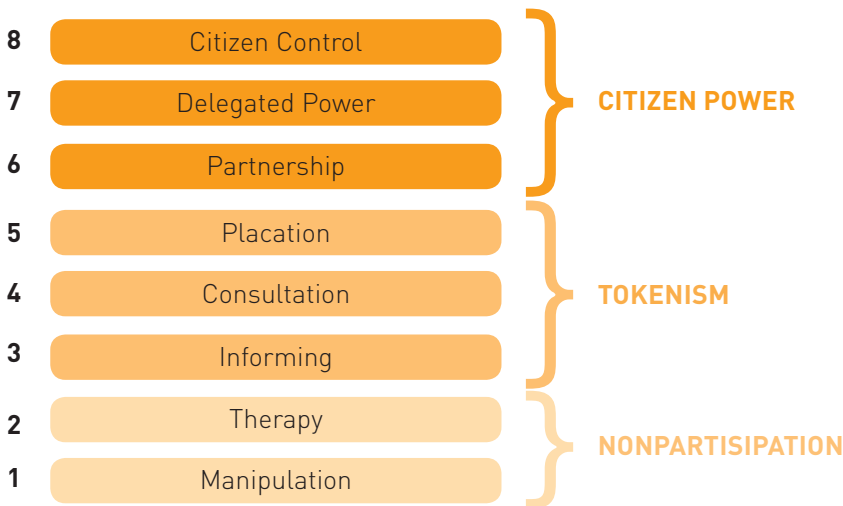 8 Citizen Control
7 Delegated Power
6 Partnership
CITIZEN POWER
5 Placation
4 Consultation
3 Informing
TOKENISM
2 Therapy
1 Manipulation
NONPARTISIPATION